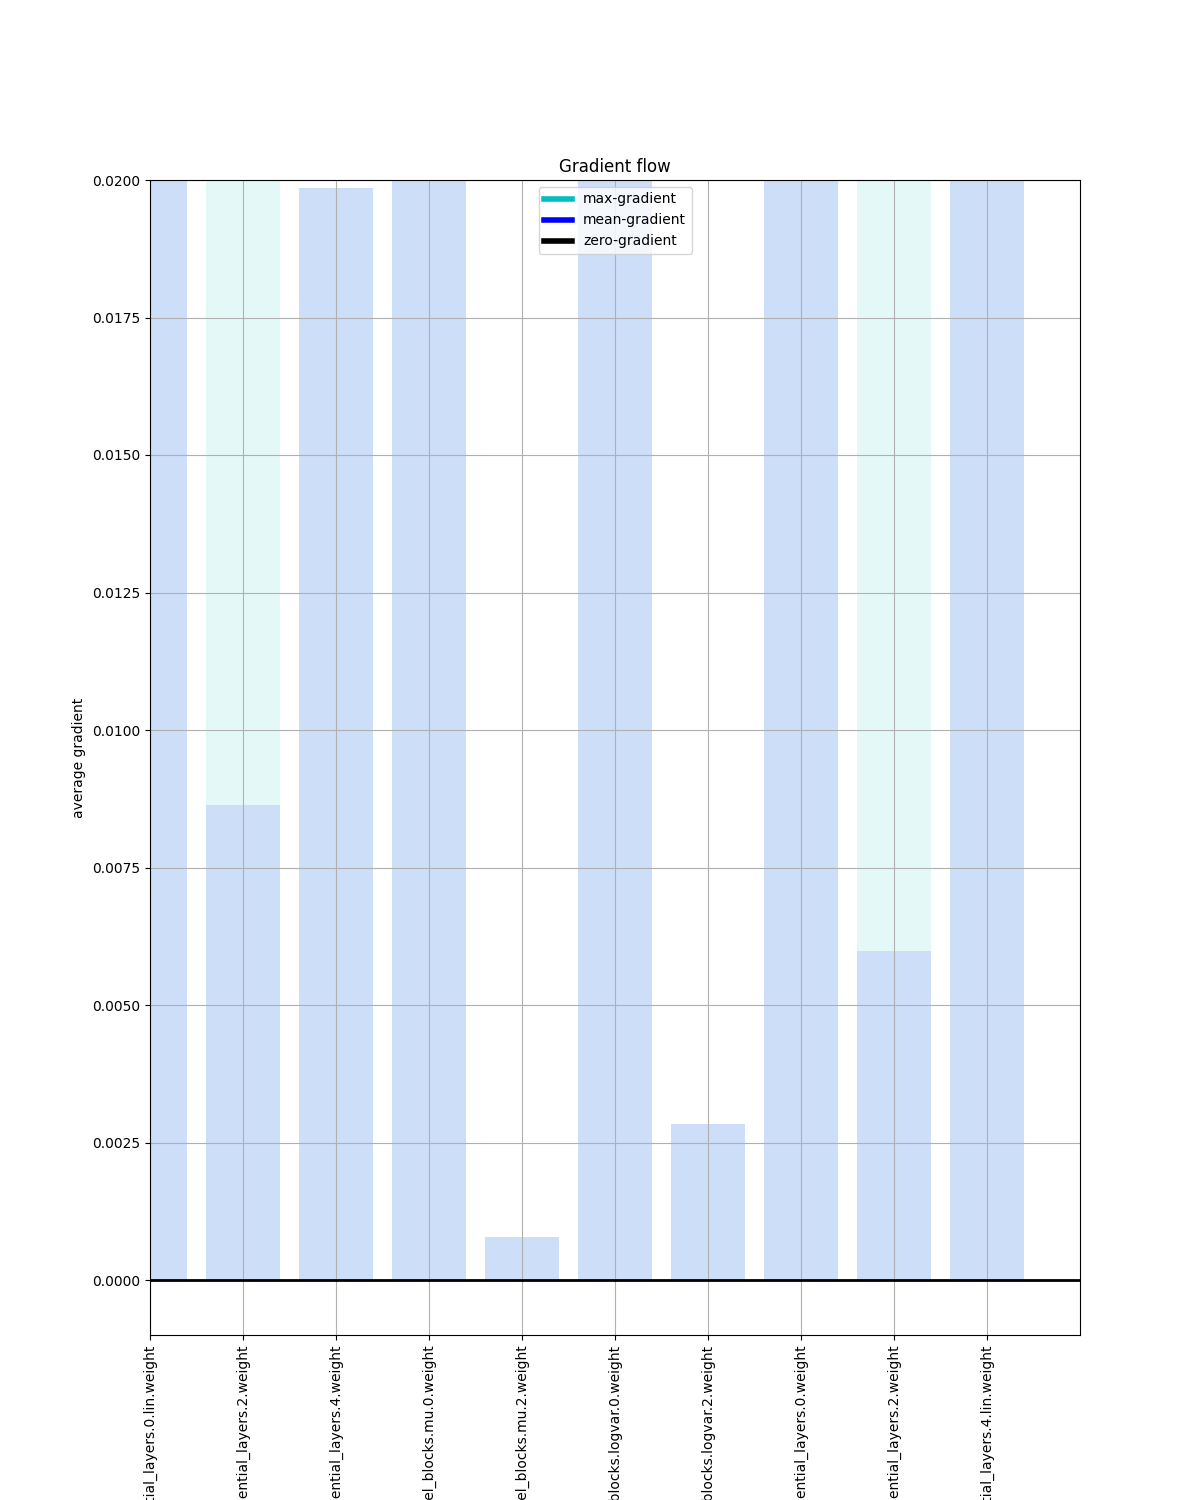 Gradient flow
max-gradient
mean-gradient
zero-gradient
0.0200
0.0175
0.0150
0.0125
0.0100
0.0075
0.0050
0.0025
0.0000
average gradient
tial_layers.0.lin.weight
ential_layers.2.weight
ential_layers.4.weight
el_blocks.mu.0.weight
el_blocks.mu.2.weight
blocks.logvar.0.weight
blocks.logvar.2.weight
ential_layers.0.weight
ential_layers.2.weight
tial_layers.4.lin.weight